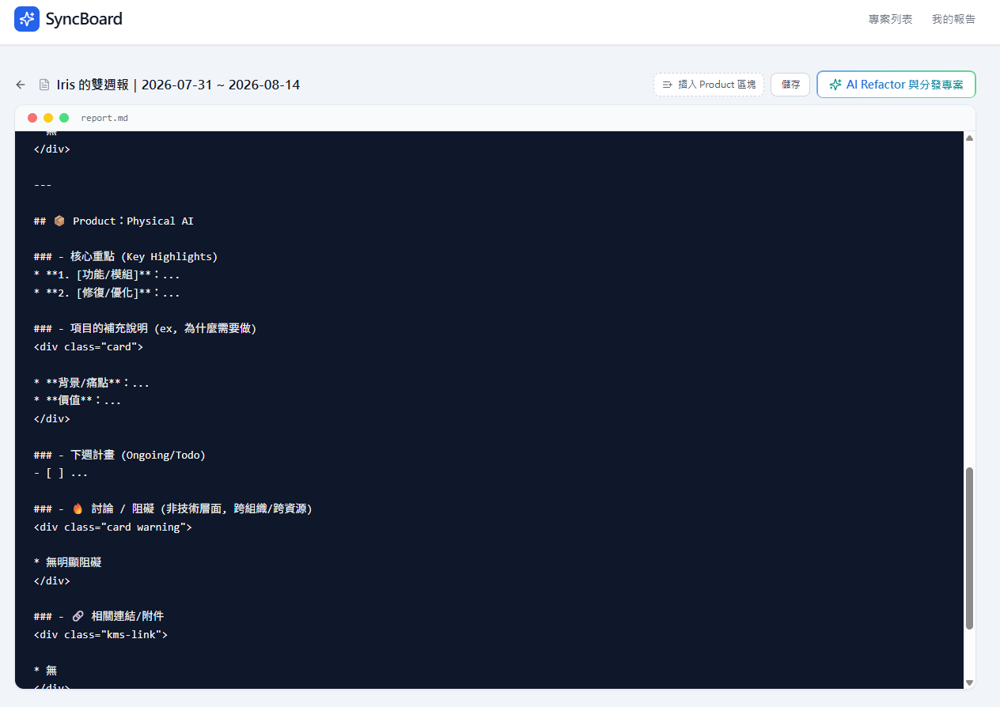 SyncBoard
專案列表
我的報告
Iris 的雙週報 | 2026-07-31 ~ 2026-08-14
插入 Product 區塊
儲存
AI Refactor 與分發專案
report.md
無
</div>
---
## 📦 Product：Physical AI
### - 核心重點 (Key Highlights)
* **1. [功能/模組]**：...
* **2. [修復/優化]**：...
### - 項目的補充說明 (ex, 為什麼需要做)
<div class="card">
* **背景/痛點**：...
* **價值**：...
</div>
### - 下週計畫 (Ongoing/Todo)
- [ ] ...
### - 🔥 討論 / 阻礙 (非技術層面, 跨組織/跨資源)
<div class="card warning">
* 無明顯阻礙
</div>
### - 🔗 相關連結/附件
<div class="kms-link">
* 無
</div>